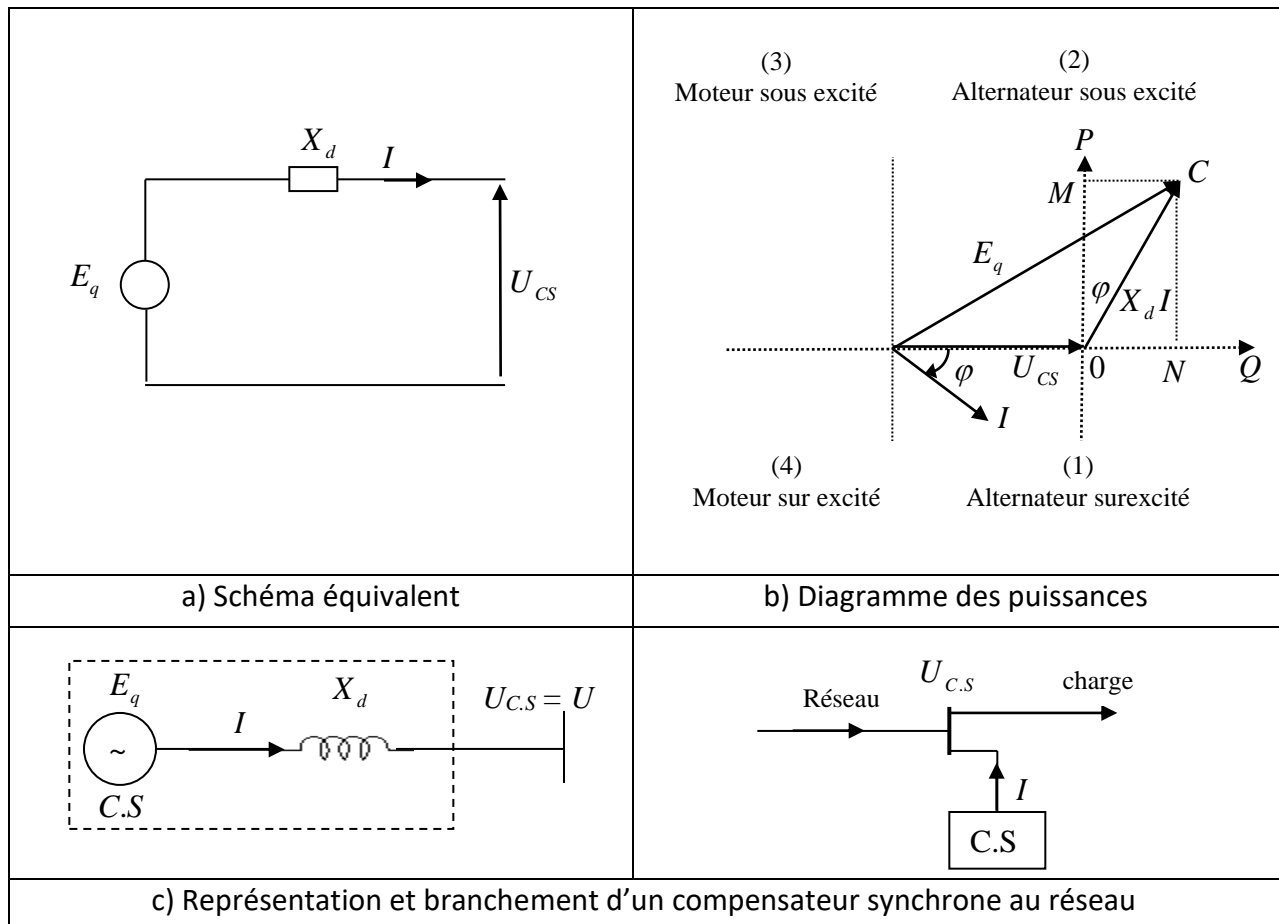 X_d
I
E_q
U_CS
(3)
Moteur sous excité
(2)
Alternateur sous excité
P
M
C
E_q
φ
X_d I
φ
U_CS
0
N
Q
I
(4)
Moteur sur excité
(1)
Alternateur surexcité
a) Schéma équivalent
b) Diagramme des puissances
E_q
X_d
U_C.S = U
I
~
C.S
U_C.S
Réseau
charge
I
C.S
c) Représentation et branchement d’un compensateur synchrone au réseau